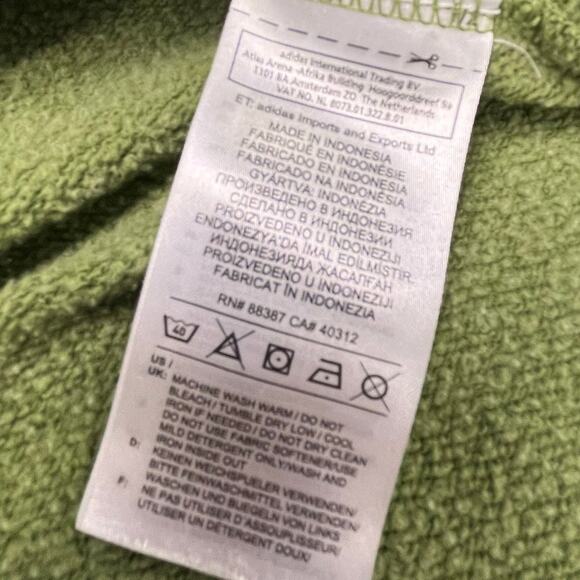 adidas International Trading BV.
Atlas Arena -Afrika Building Hoogoorddreef 9a
1101 BA Amsterdam ZO The Netherlands
VAT NO. NL 8073.01.322.B.01
ET: adidas Imports and Exports Ltd
MADE IN INDONESIA
FABRIQUÉ EN INDONÉSIE
FABRICADO EN INDONESIA
FABRICADO NA INDONÉSIA
GYÁRTVA: INDONÉZIA
ПРОИЗВЕДЕНО В ИНДОНЕЗИЯ
СДЕЛАНО В ИНДОНЕЗИИ
PROIZVEDENO U INDONEZIJI
ENDONEZYA'DA İMAL EDİLMİŞTİR.
ИНДОНЕЗИЯДА ЖАСАЛҒАН
PROIZVEDENO U INDONEZIJI
FABRICAT ÎN INDONEZIA
RN# 88387 CA# 40312
40
US /
UK: MACHINE WASH WARM / DO NOT
BLEACH / TUMBLE DRY LOW / COOL
IRON IF NEEDED / DO NOT DRY CLEAN
DO NOT USE FABRIC SOFTENER/USE
MILD DETERGENT ONLY/WASH AND
IRON INSIDE OUT
D: KEINEN WEICHSPUELER VERWENDEN/
BITTE FEINWASCHMITTEL VERWENDEN/
WASCHEN UND BUEGELN VON LINKS
F: NE PAS UTILISER D'ASSOUPLISSEUR/
UTILISER UN DETERGENT DOUX/